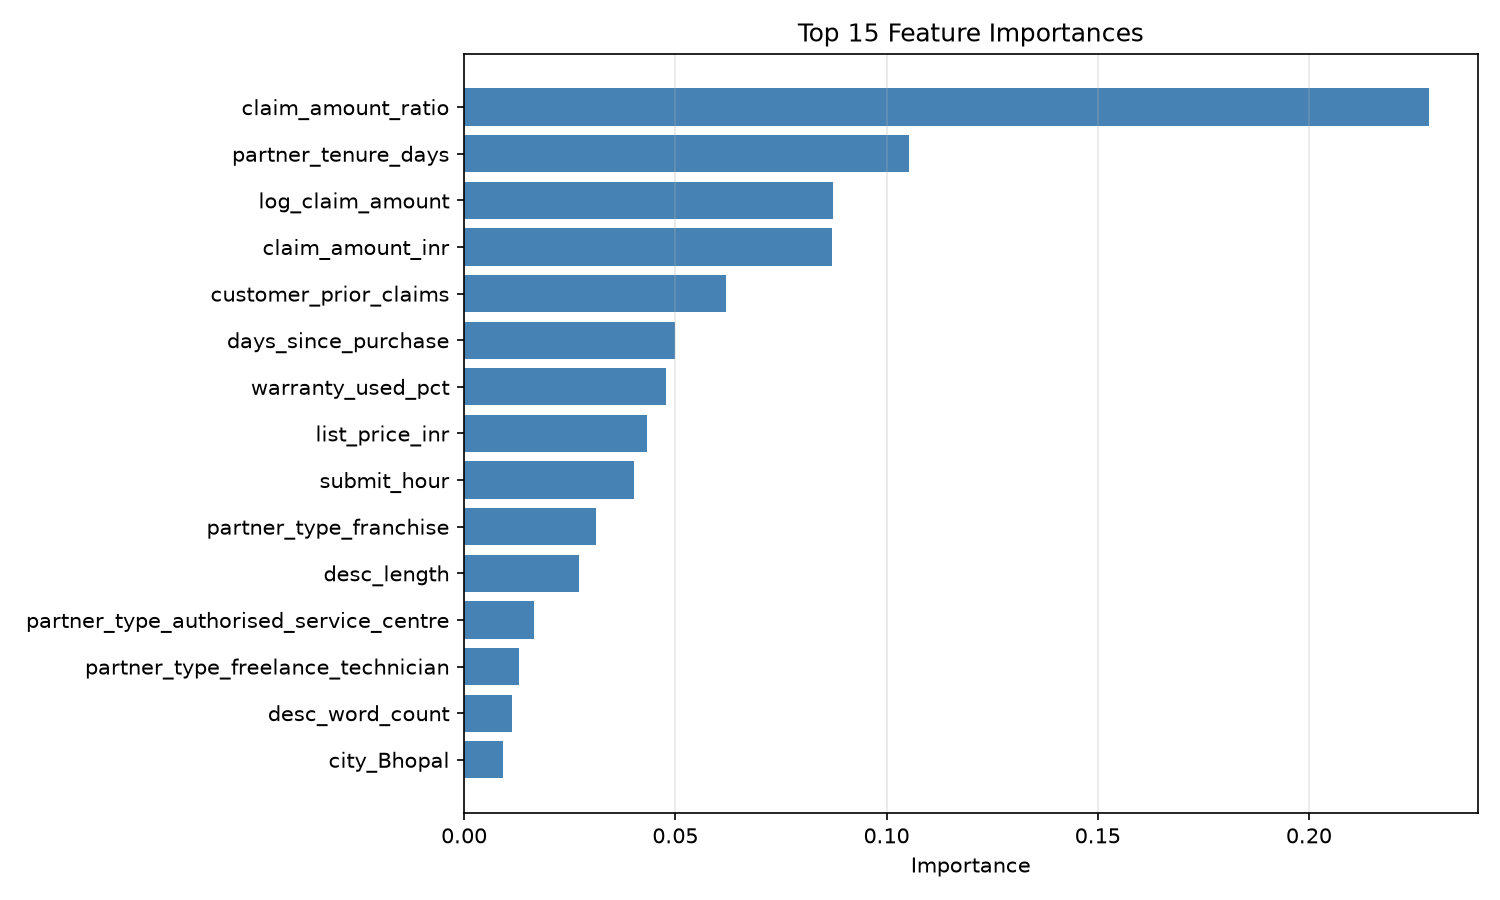 Top 15 Feature Importances
claim_amount_ratio
partner_tenure_days
log_claim_amount
claim_amount_inr
customer_prior_claims
days_since_purchase
warranty_used_pct
list_price_inr
submit_hour
partner_type_franchise
desc_length
partner_type_authorised_service_centre
partner_type_freelance_technician
desc_word_count
city_Bhopal
0.00 0.05 0.10 0.15 0.20
Importance